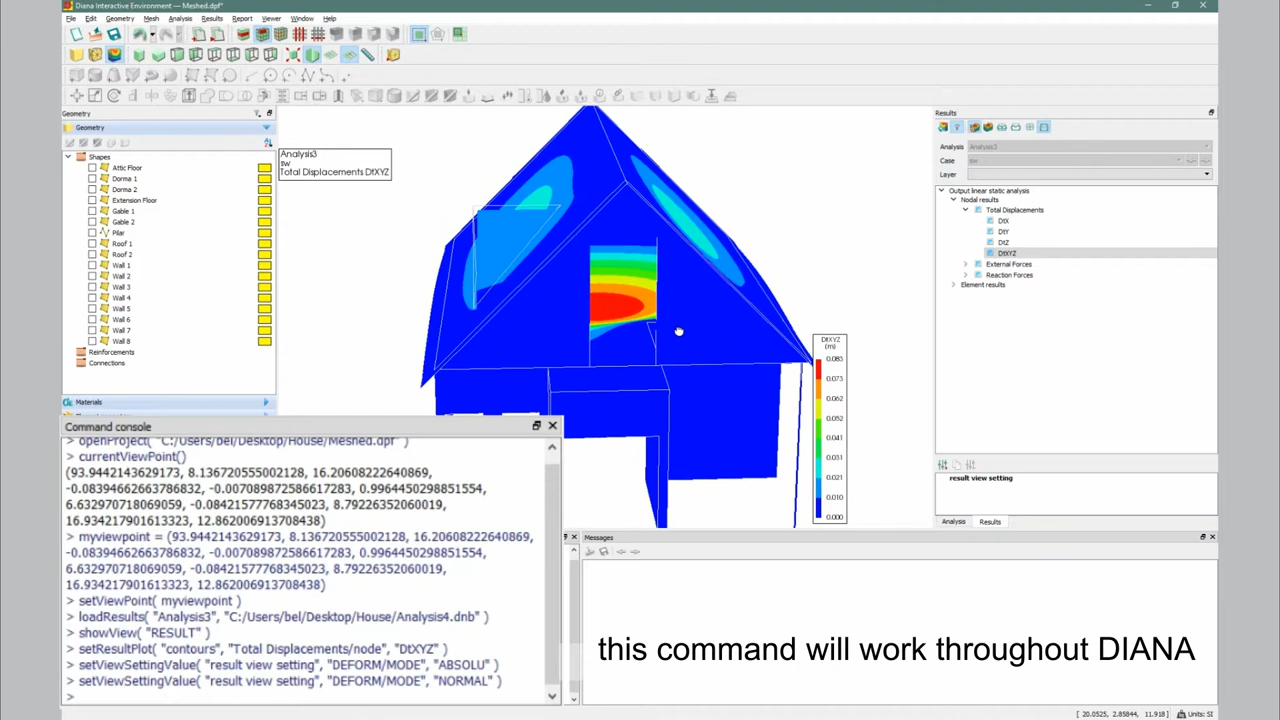 Diana Interactive Environment — Meshed.dpf*
File Edit Geometry Mesh Analysis Results Report Viewer Window Help
Geometry
Geometry
Shapes
Attic Floor
Dorma 1
Dorma 2
Extension Floor
Gable 1
Gable 2
Pilar
Roof 1
Roof 2
Wall 1
Wall 2
Wall 3
Wall 4
Wall 5
Wall 6
Wall 7
Wall 8
Reinforcements
Connections
Materials
Analysis3
sw
Total Displacements DtXYZ
DtXYZ
(m)
0.083
0.073
0.062
0.052
0.041
0.031
0.021
0.010
0.000
Results
Analysis Analysis3
Case sw
Layer
Output linear static analysis
Nodal results
Total Displacements
DtX
DtY
DtZ
DtXYZ
External Forces
Reaction Forces
Element results
result view setting
Analysis Results
Command console
> openProject( "C:/Users/bel/Desktop/House/Meshed.dpf" )
> currentViewPoint()
(93.9442143629173, 8.136720555002128, 16.20608222640869,
-0.08394662663786832, -0.007089872586617283, 0.9964450298851554,
6.632970718069059, -0.08421577768345024, 8.79226352060019,
16.934217901613323, 12.862006913708438)
> myviewpoint = (93.9442143629173, 8.136720555002128, 16.20608222640869,
-0.08394662663786832, -0.007089872586617283, 0.9964450298851554,
6.632970718069059, -0.08421577768345024, 8.79226352060019,
16.934217901613323, 12.862006913708438)
> setViewPoint( myviewpoint )
> loadResults( "Analysis3", "C:/Users/bel/Desktop/House/Analysis4.dnb" )
> showView( "RESULT" )
> setResultPlot( "contours", "Total Displacements/node", "DtXYZ" )
> setViewSettingValue( "result view setting", "DEFORM/MODE", "ABSOLU" )
> setViewSettingValue( "result view setting", "DEFORM/MODE", "NORMAL" )
>
Messages
this command will work throughout DIANA
[ 20.0525, 2.85844, 11.918 ] Units: SI